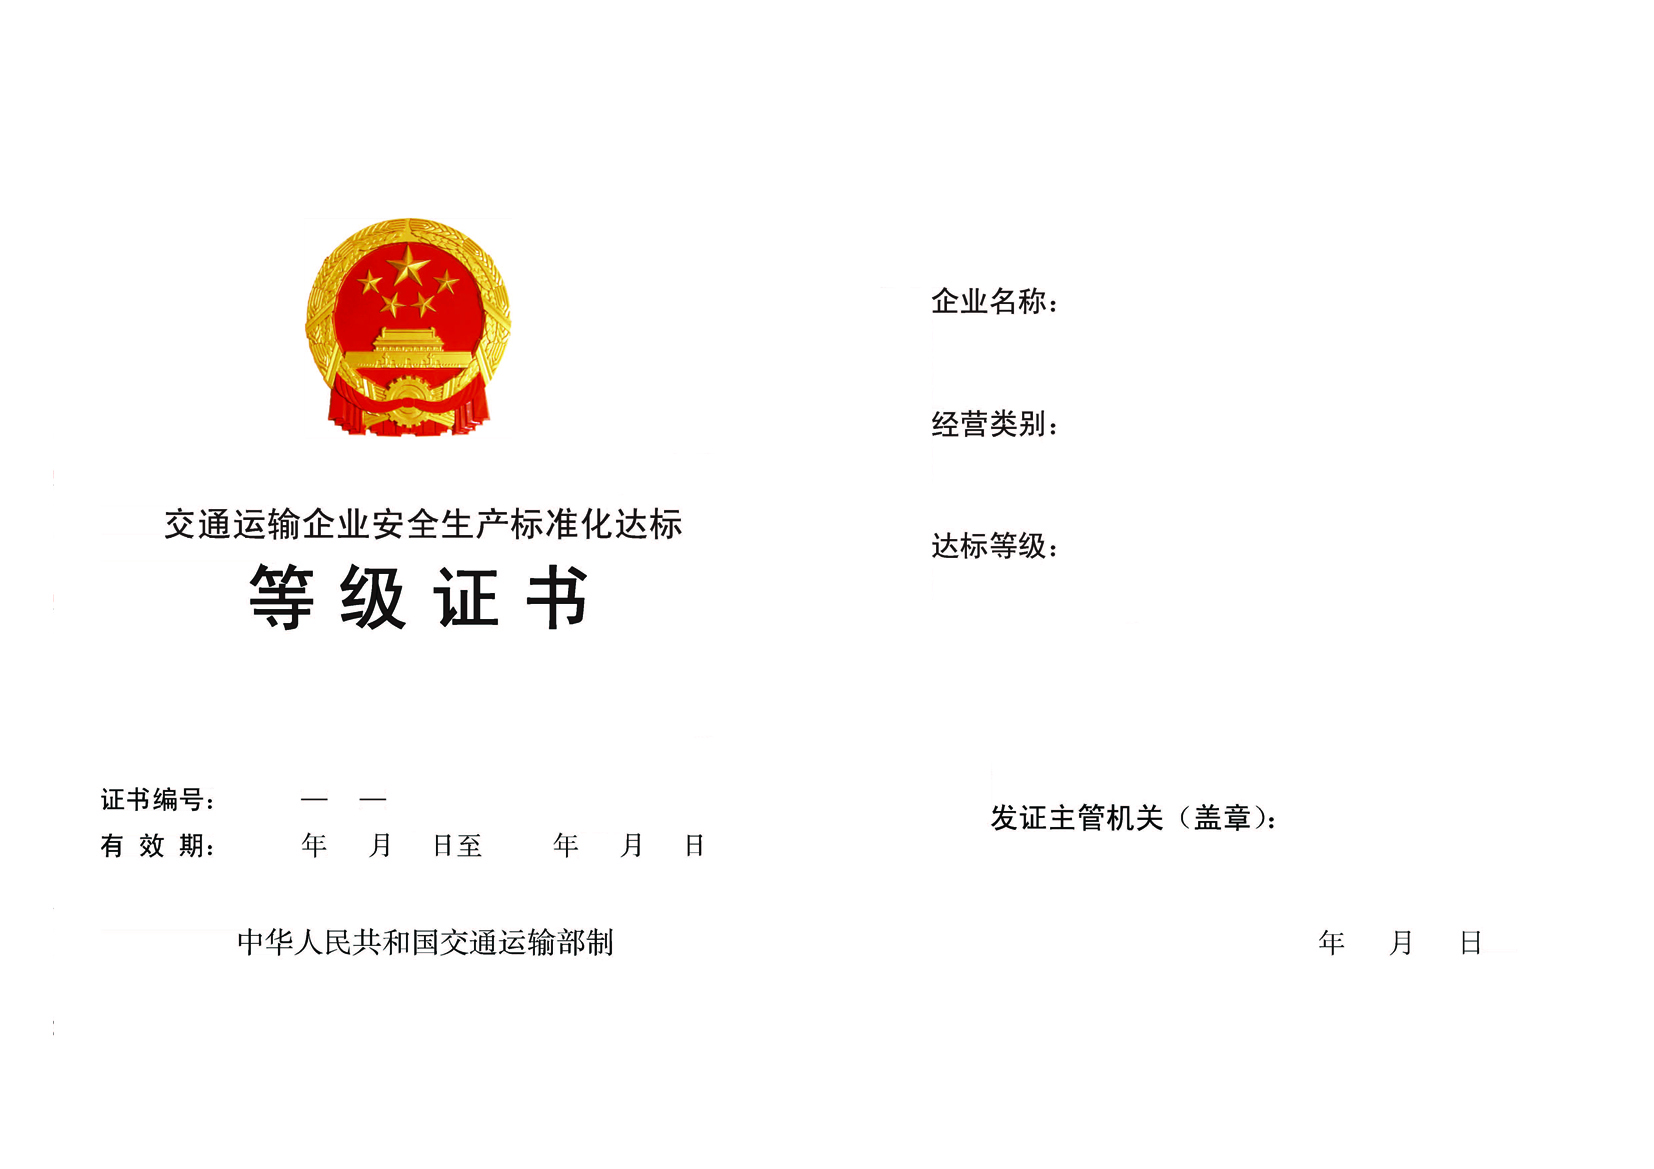 交通运输企业安全生产标准化达标
等级证书
证书编号： — —
有效期： 年 月 日至 年 月 日
中华人民共和国交通运输部制
企业名称：
经营类别：
达标等级：
发证主管机关（盖章）：
年 月 日